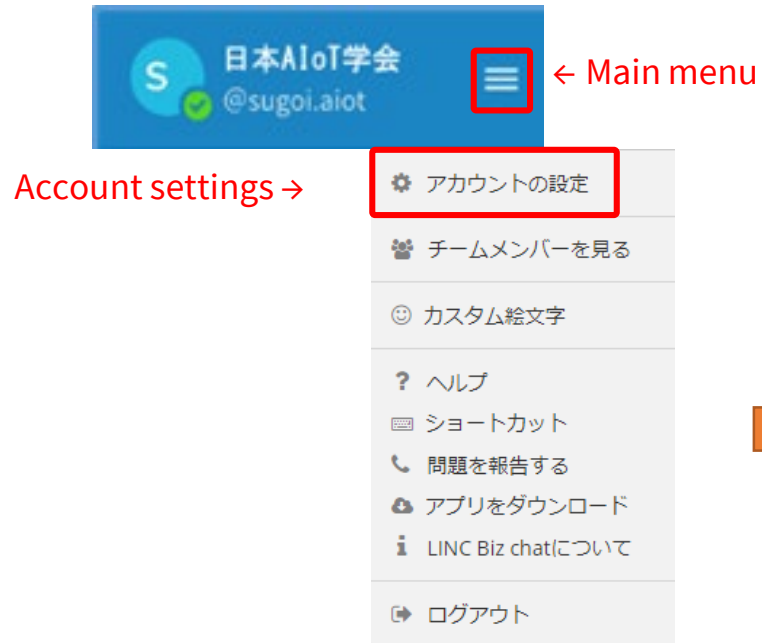 S
日本AIoT学会
@sugoi.aiot
← Main menu
Account settings →
アカウントの設定
チームメンバーを見る
カスタム絵文字
? ヘルプ
ショートカット
問題を報告する
アプリをダウンロード
i LINC Biz chatについて
ログアウト